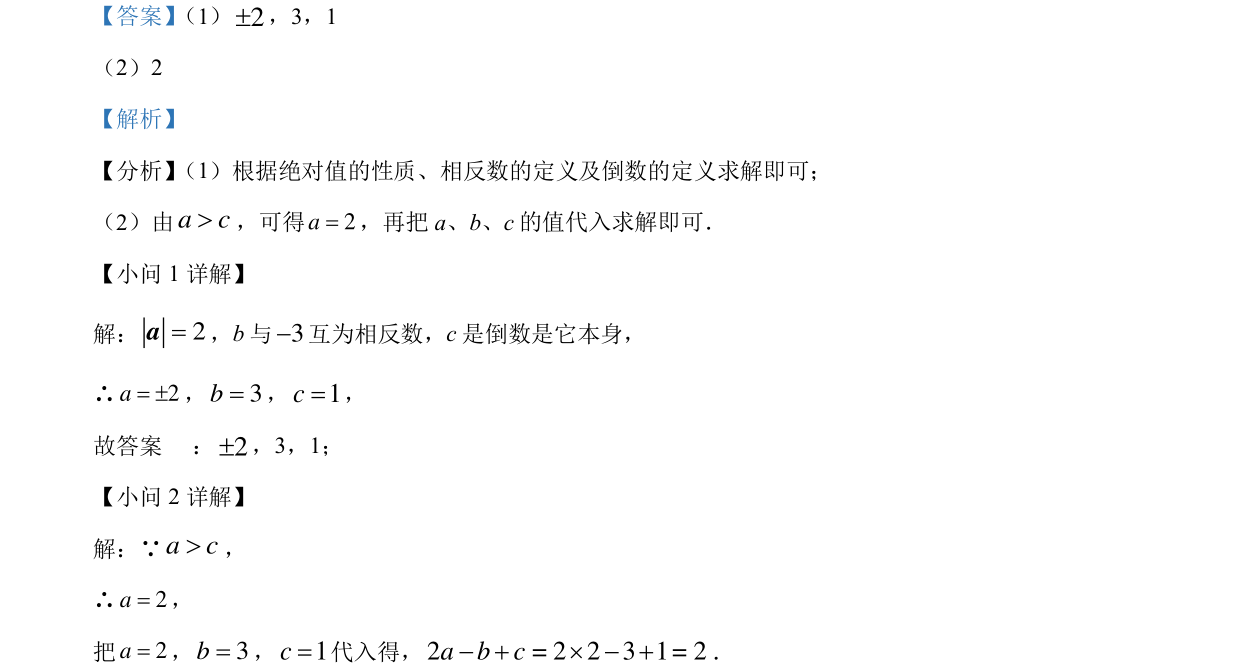 【答案】（1）±2，3，1
（2）2
【解析】
【分析】（1）根据绝对值的性质、相反数的定义及倒数的定义求解即可；
（2）由a > c，可得a = 2，再把 a、b、c 的值代入求解即可．
【小问 1 详解】
解：|a| = 2，b 与 −3 互为相反数，c 是倒数是它本身，
∴ a = ±2，b = 3，c = 1，
故答案 ：±2，3，1；
【小问 2 详解】
解：∵ a > c，
∴ a = 2，
把 a = 2，b = 3，c = 1代入得，2a − b + c = 2×2 − 3 + 1 = 2．